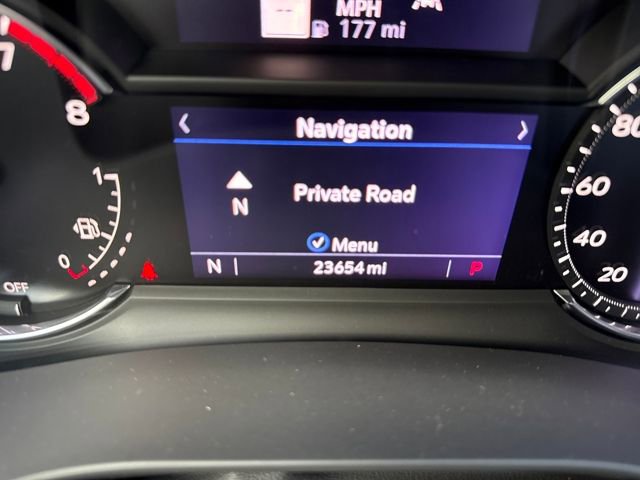 MPH
177 mi
7
8
Navigation
80
1
Private Road
60
N
Menu
40
0
N 23654 mi P
20
OFF